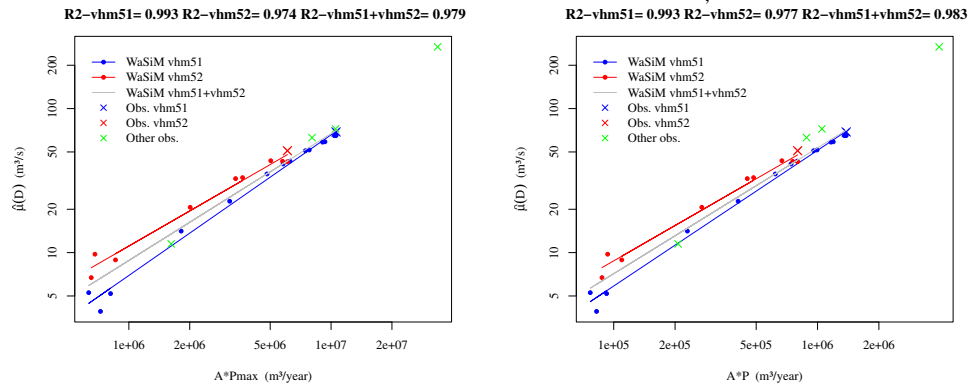 R2−vhm51= 0.993 R2−vhm52= 0.974 R2−vhm51+vhm52= 0.979
200
100
50
20
10
5
μ̂(D) (m³/s)
WaSiM vhm51
WaSiM vhm52
WaSiM vhm51+vhm52
Obs. vhm51
Obs. vhm52
Other obs.
1e+06 2e+06 5e+06 1e+07 2e+07
A*Pmax (m³/year)
R2−vhm51= 0.993 R2−vhm52= 0.977 R2−vhm51+vhm52= 0.983
200
100
50
20
10
5
μ̂(D) (m³/s)
WaSiM vhm51
WaSiM vhm52
WaSiM vhm51+vhm52
Obs. vhm51
Obs. vhm52
Other obs.
1e+05 2e+05 5e+05 1e+06 2e+06
A*P (m³/year)